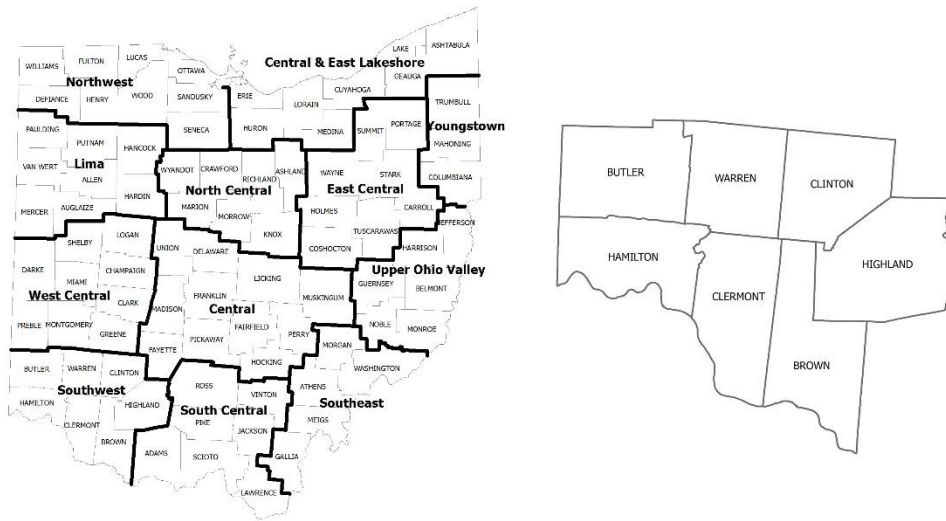 LAKE
ASHTABULA
LUCAS
FULTON
WILLIAMS
OTTAWA
Central & East Lakeshore
GEAUGA
Northwest
CUYAHOGA
DEFIANCE
HENRY
WOOD
SANDUSKY
ERIE
LORAIN
TRUMBULL
PAULDING
PUTNAM
HANCOCK
SENECA
HURON
MEDINA
SUMMIT
PORTAGE
Youngstown
MAHONING
VAN WERT
Lima
ALLEN
WYANDOT
CRAWFORD
RICHLAND
ASHLAND
WAYNE
STARK
COLUMBIANA
North Central
East Central
HARDIN
MERCER
AUGLAIZE
MARION
MORROW
KNOX
HOLMES
CARROLL
JEFFERSON
TUSCARAWAS
COSHOCTON
HARRISON
SHELBY
LOGAN
UNION
DELAWARE
LICKING
Upper Ohio Valley
GUERNSEY
BELMONT
DARKE
MIAMI
CHAMPAIGN
West Central
CLARK
MADISON
FRANKLIN
Central
MUSKINGUM
PREBLE
MONTGOMERY
GREENE
FAYETTE
PICKAWAY
FAIRFIELD
PERRY
HOCKING
NOBLE
MONROE
MORGAN
WASHINGTON
BUTLER
WARREN
CLINTON
Southwest
HAMILTON
HIGHLAND
CLERMONT
BROWN
ROSS
VINTON
South Central
PIKE
JACKSON
ADAMS
SCIOTO
ATHENS
Southeast
MEIGS
GALLIA
LAWRENCE
BUTLER
WARREN
CLINTON
HAMILTON
HIGHLAND
CLERMONT
BROWN